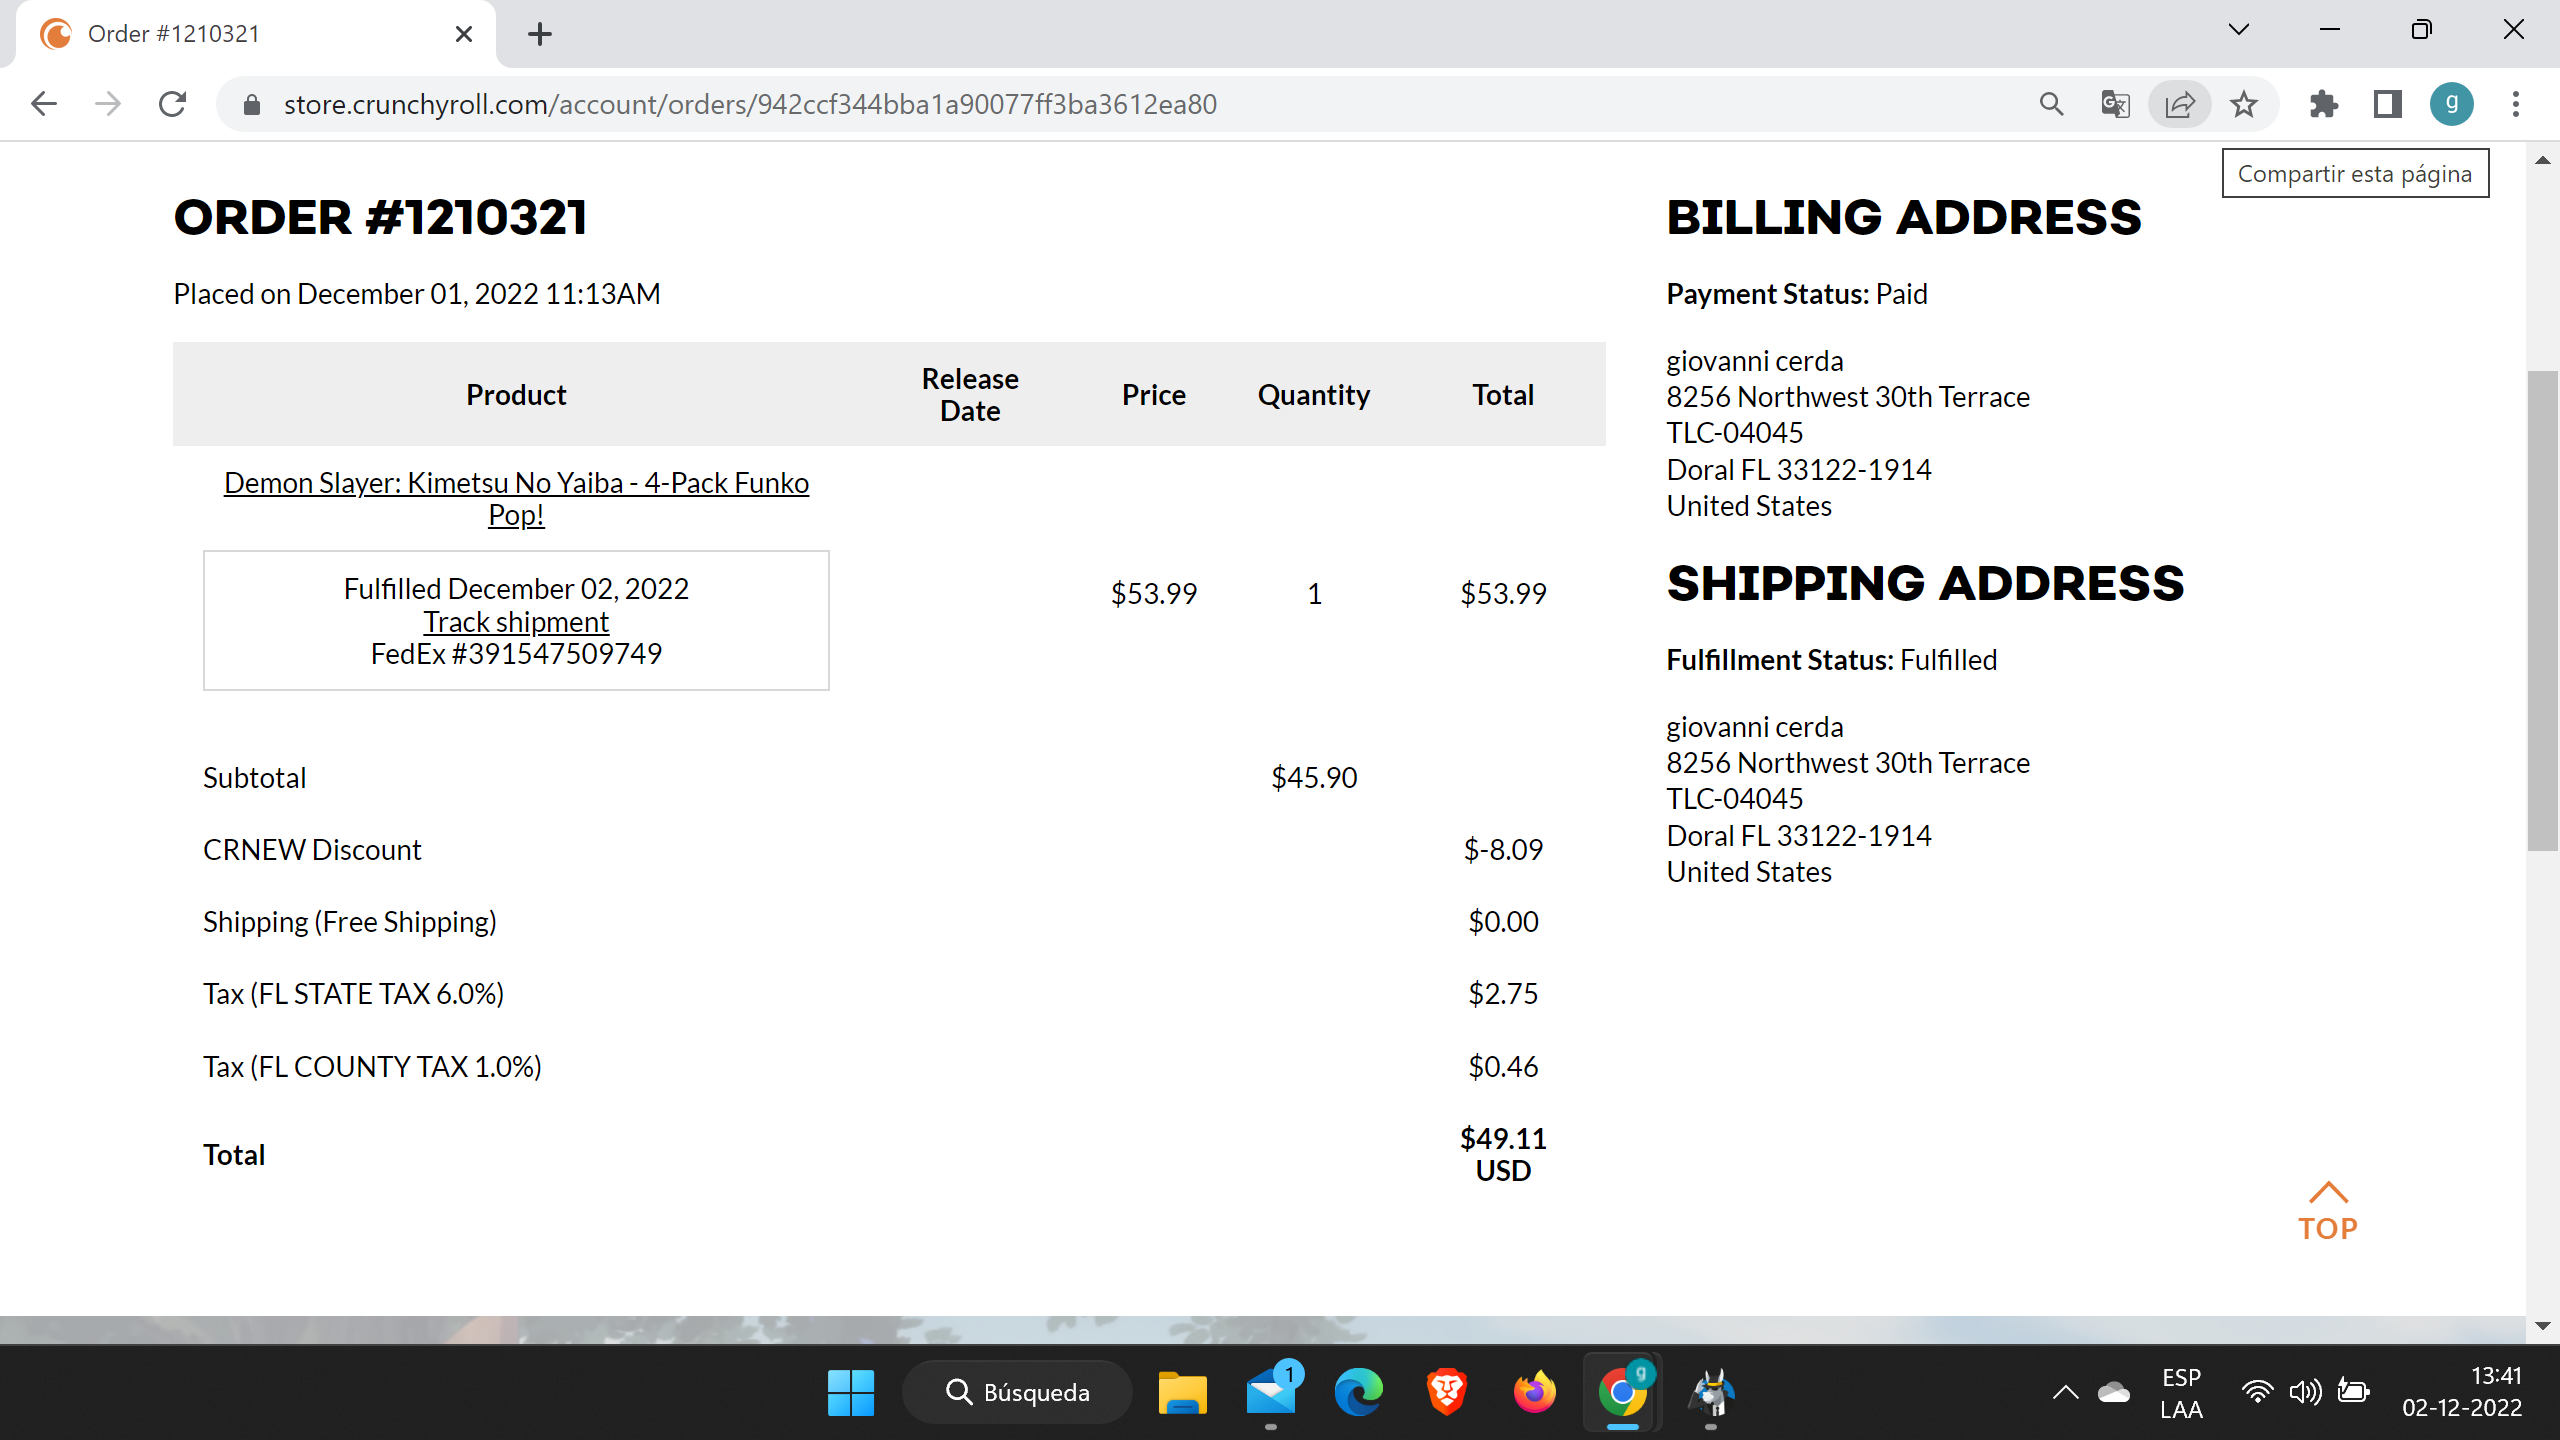 Order #1210321
store.crunchyroll.com/account/orders/942ccf344bba1a90077ff3ba3612ea80
g
Compartir esta página
ORDER #1210321
Placed on December 01, 2022 11:13AM
Product
Release
Date
Price
Quantity
Total
Demon Slayer: Kimetsu No Yaiba - 4-Pack Funko
Pop!
Fulfilled December 02, 2022
Track shipment
FedEx #391547509749
$53.99
1
$53.99
Subtotal
$45.90
CRNEW Discount
$-8.09
Shipping (Free Shipping)
$0.00
Tax (FL STATE TAX 6.0%)
$2.75
Tax (FL COUNTY TAX 1.0%)
$0.46
Total
$49.11
USD
BILLING ADDRESS
Payment Status: Paid
giovanni cerda
8256 Northwest 30th Terrace
TLC-04045
Doral FL 33122-1914
United States
SHIPPING ADDRESS
Fulfillment Status: Fulfilled
giovanni cerda
8256 Northwest 30th Terrace
TLC-04045
Doral FL 33122-1914
United States
TOP
Búsqueda
1
g
ESP
LAA
13:41
02-12-2022